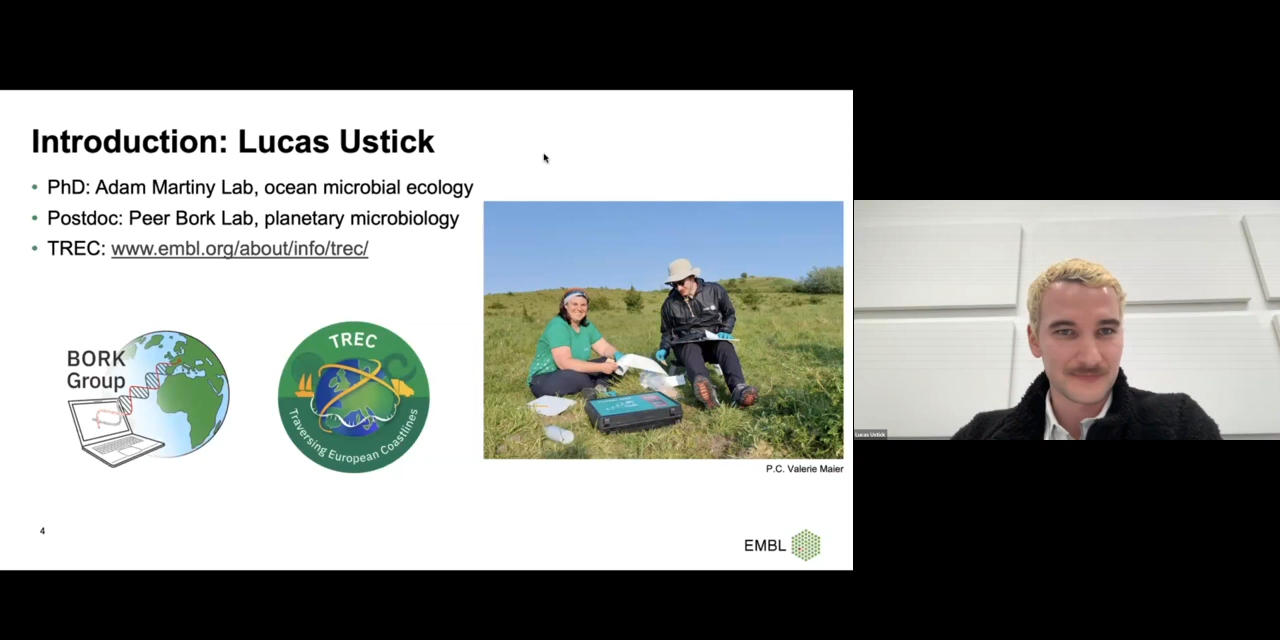 Introduction: Lucas Ustick
• PhD: Adam Martiny Lab, ocean microbial ecology
• Postdoc: Peer Bork Lab, planetary microbiology
• TREC: www.embl.org/about/info/trec/
BORK
Group
TREC
Traversing European Coastlines
P.C. Valerie Maier
4
EMBL
Lucas Ustick